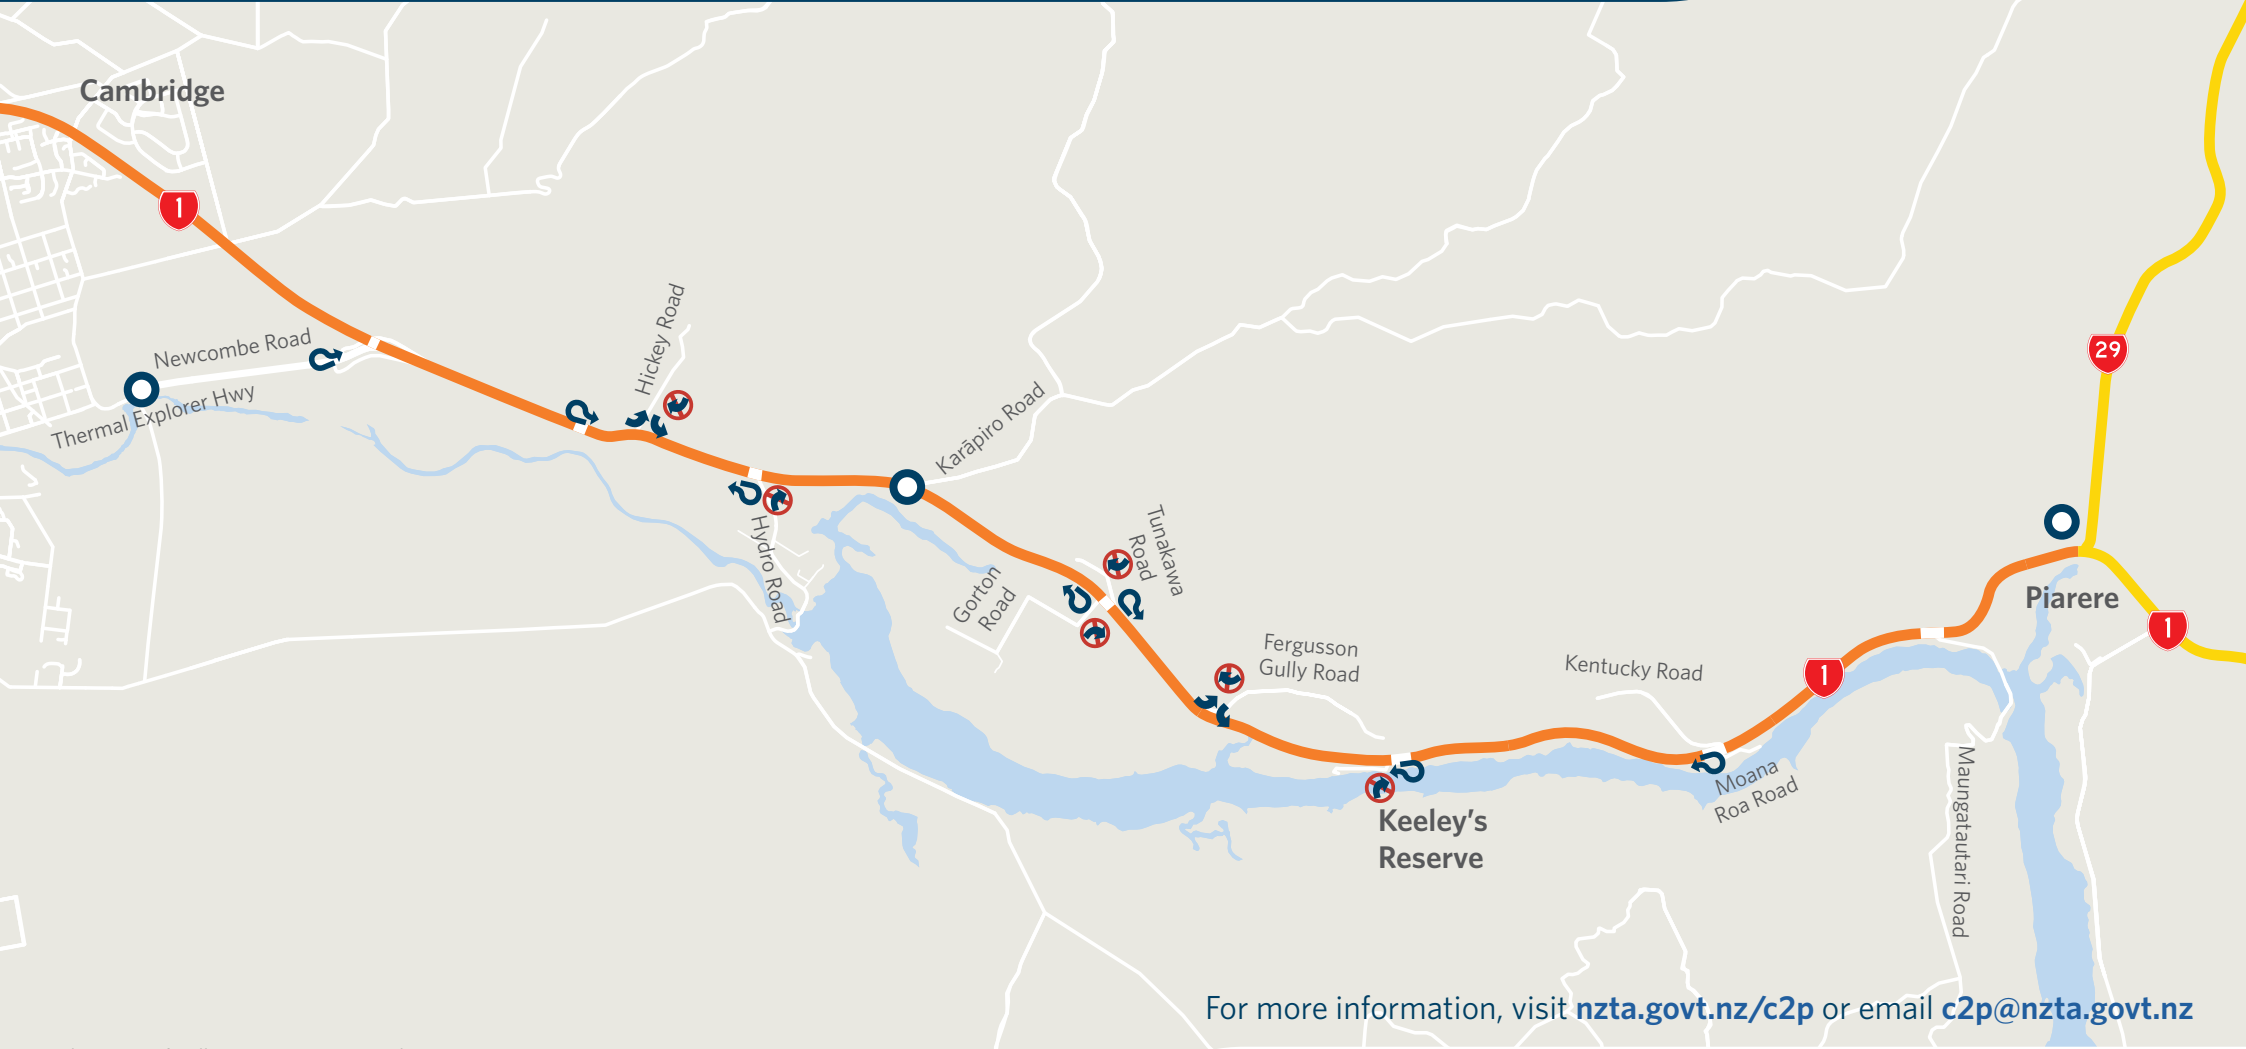 Cambridge
1
Newcombe Road
Thermal Explorer Hwy
Hickey Road
Hydro Road
Karāpiro Road
Gorton
Road
Tunakawa
Road
Fergusson
Gully Road
Keeley's
Reserve
Kentucky Road
Moana
Roa Road
1
Maungatautari Road
29
Piarere
1
For more information, visit nzta.govt.nz/c2p or email c2p@nzta.govt.nz